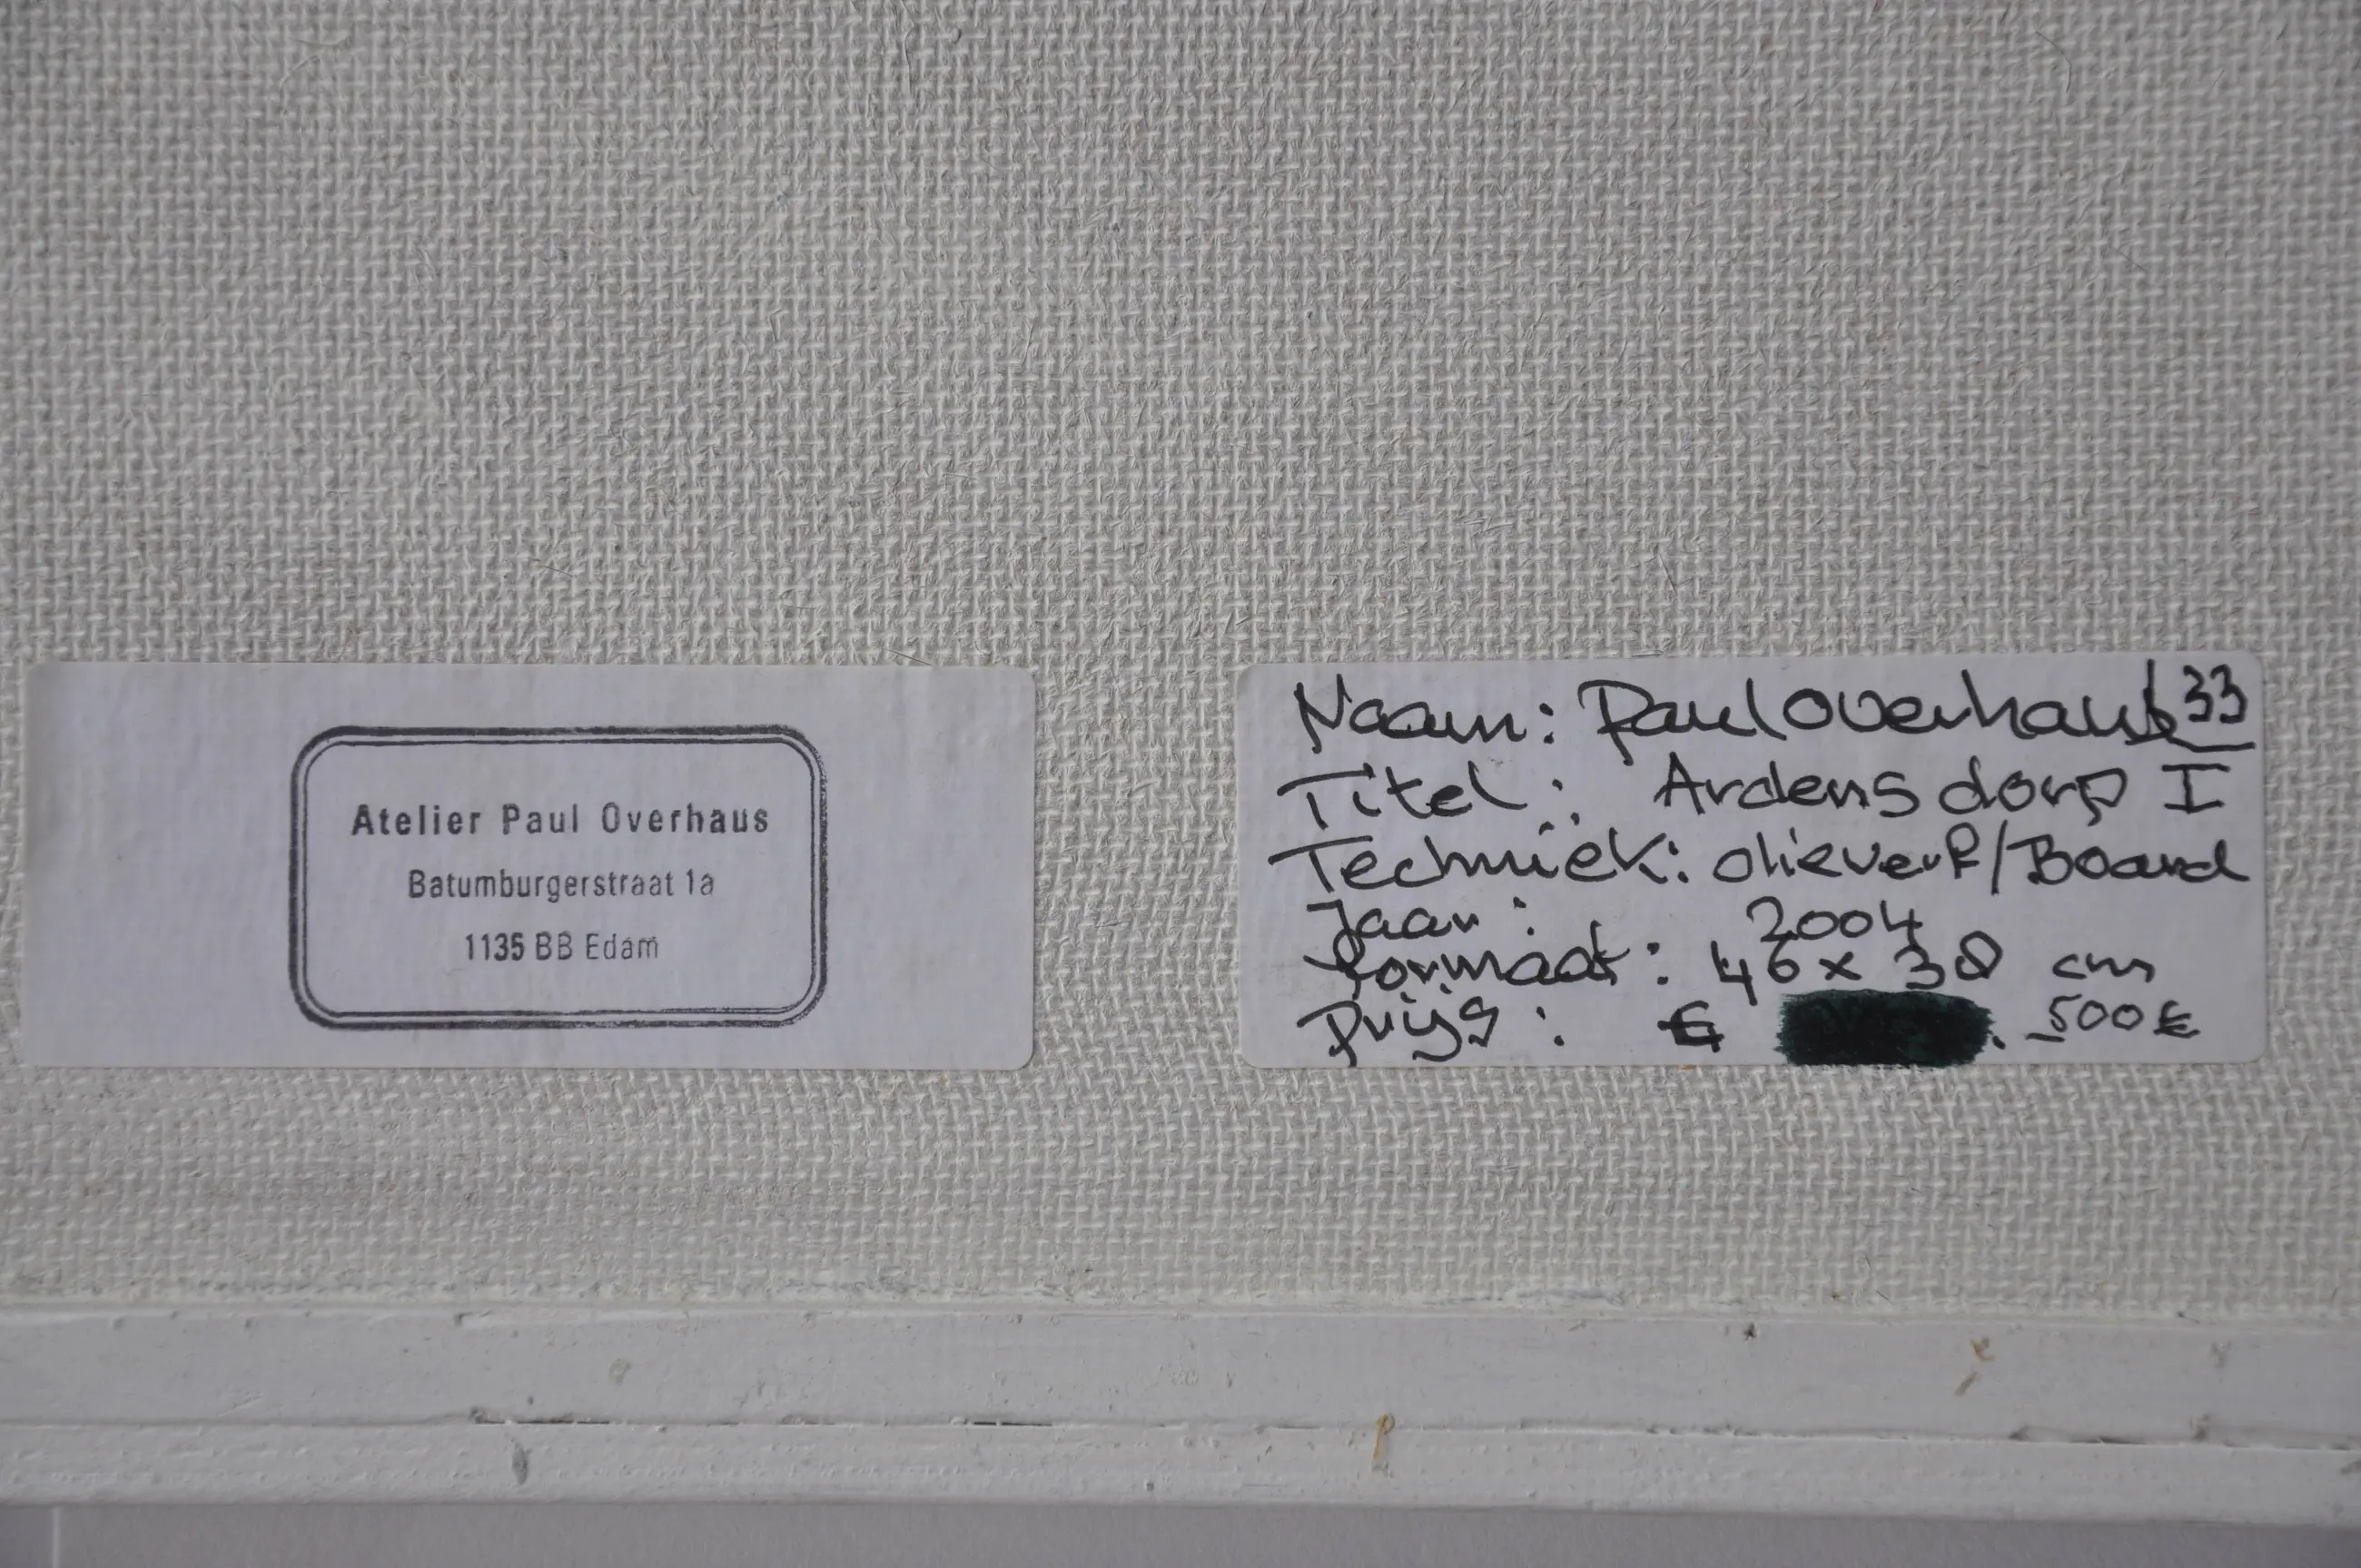 Atelier Paul Overhaus
Batumburgerstraat 1a
1135 BB Edam
Naam: Paul Overhaus 33
Titel: Ardens dorp I
Techniek: olieverf/Board
Jaar: 2004
Formaat: 46 x 38 cm
Prijs: € . 500 €